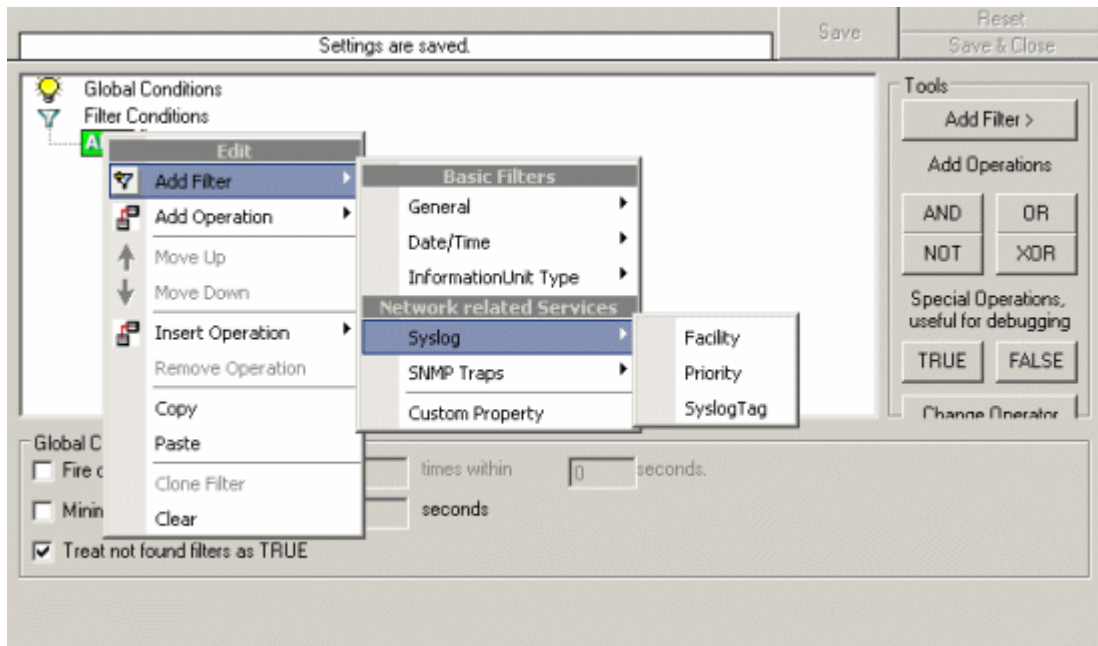 Settings are saved.
Save
Reset
Save & Close
Global Conditions
Filter Conditions
Edit
Add Filter
Add Operation
Move Up
Move Down
Insert Operation
Remove Operation
Copy
Paste
Clone Filter
Clear
Basic Filters
General
Date/Time
InformationUnit Type
Network related Services
Syslog
SNMP Traps
Custom Property
Facility
Priority
SyslogTag
Tools
Add Filter >
Add Operations
AND OR
NOT XOR
Special Operations,
useful for debugging
TRUE FALSE
Change Operator
Global
Fire times within 0 seconds.
seconds
Treat not found filters as TRUE